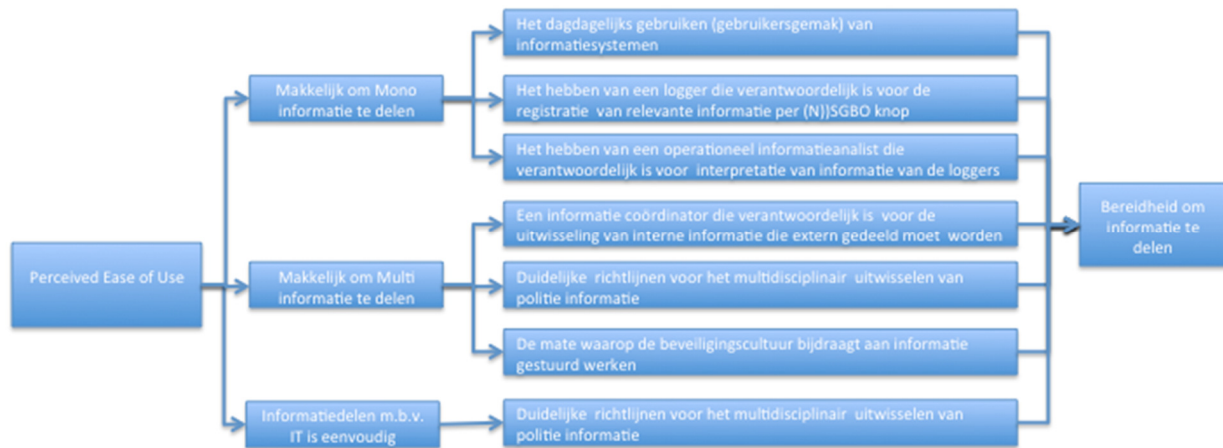 Het dagdagelijks gebruiken (gebruikersgemak) van
informatiesystemen
Makkelijk om Mono
informatie te delen
Het hebben van een logger die verantwoordelijk is voor de
registratie van relevante informatie per (N))SGBO knop
Het hebben van een operationeel informatieanalist die
verantwoordelijk is voor interpretatie van informatie van de loggers
Perceived Ease of Use
Makkelijk om Multi
informatie te delen
Een informatie coördinator die verantwoordelijk is voor de
uitwisseling van interne informatie die extern gedeeld moet worden
Duidelijke richtlijnen voor het multidisciplinair uitwisselen van
politie informatie
De mate waarop de beveiligingscultuur bijdraagt aan informatie
gestuurd werken
Informatiedelen m.b.v.
IT is eenvoudig
Duidelijke richtlijnen voor het multidisciplinair uitwisselen van
politie informatie
Bereidheid om
informatie te
delen